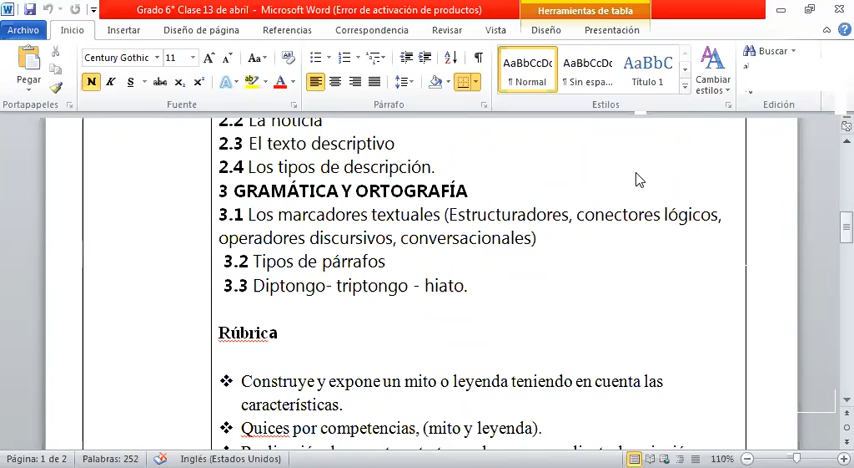 Grado 6° Clase 13 de abril - Microsoft Word (Error de activación de productos)
Herramientas de tabla
Archivo Inicio Insertar Diseño de página Referencias Correspondencia Revisar Vista Diseño Presentación
Century Gothic 11 Aa
AaBbCcDc AaBbCcDc AaBbC
Buscar
Pegar
N K S abc x₂ x²
¶ Normal ¶ Sin espa... Título 1
Cambiar estilos
Portapapeles Fuente Párrafo Estilos Edición
2.2 La noticia
2.3 El texto descriptivo
2.4 Los tipos de descripción.
3 GRAMÁTICA Y ORTOGRAFÍA
3.1 Los marcadores textuales (Estructuradores, conectores lógicos,
operadores discursivos, conversacionales)
3.2 Tipos de párrafos
3.3 Diptongo- triptongo - hiato.
Rúbrica
❖ Construye y expone un mito o leyenda teniendo en cuenta las
características.
❖ Quices por competencias, (mito y leyenda).
Página: 1 de 2 Palabras: 252 Inglés (Estados Unidos) 110%